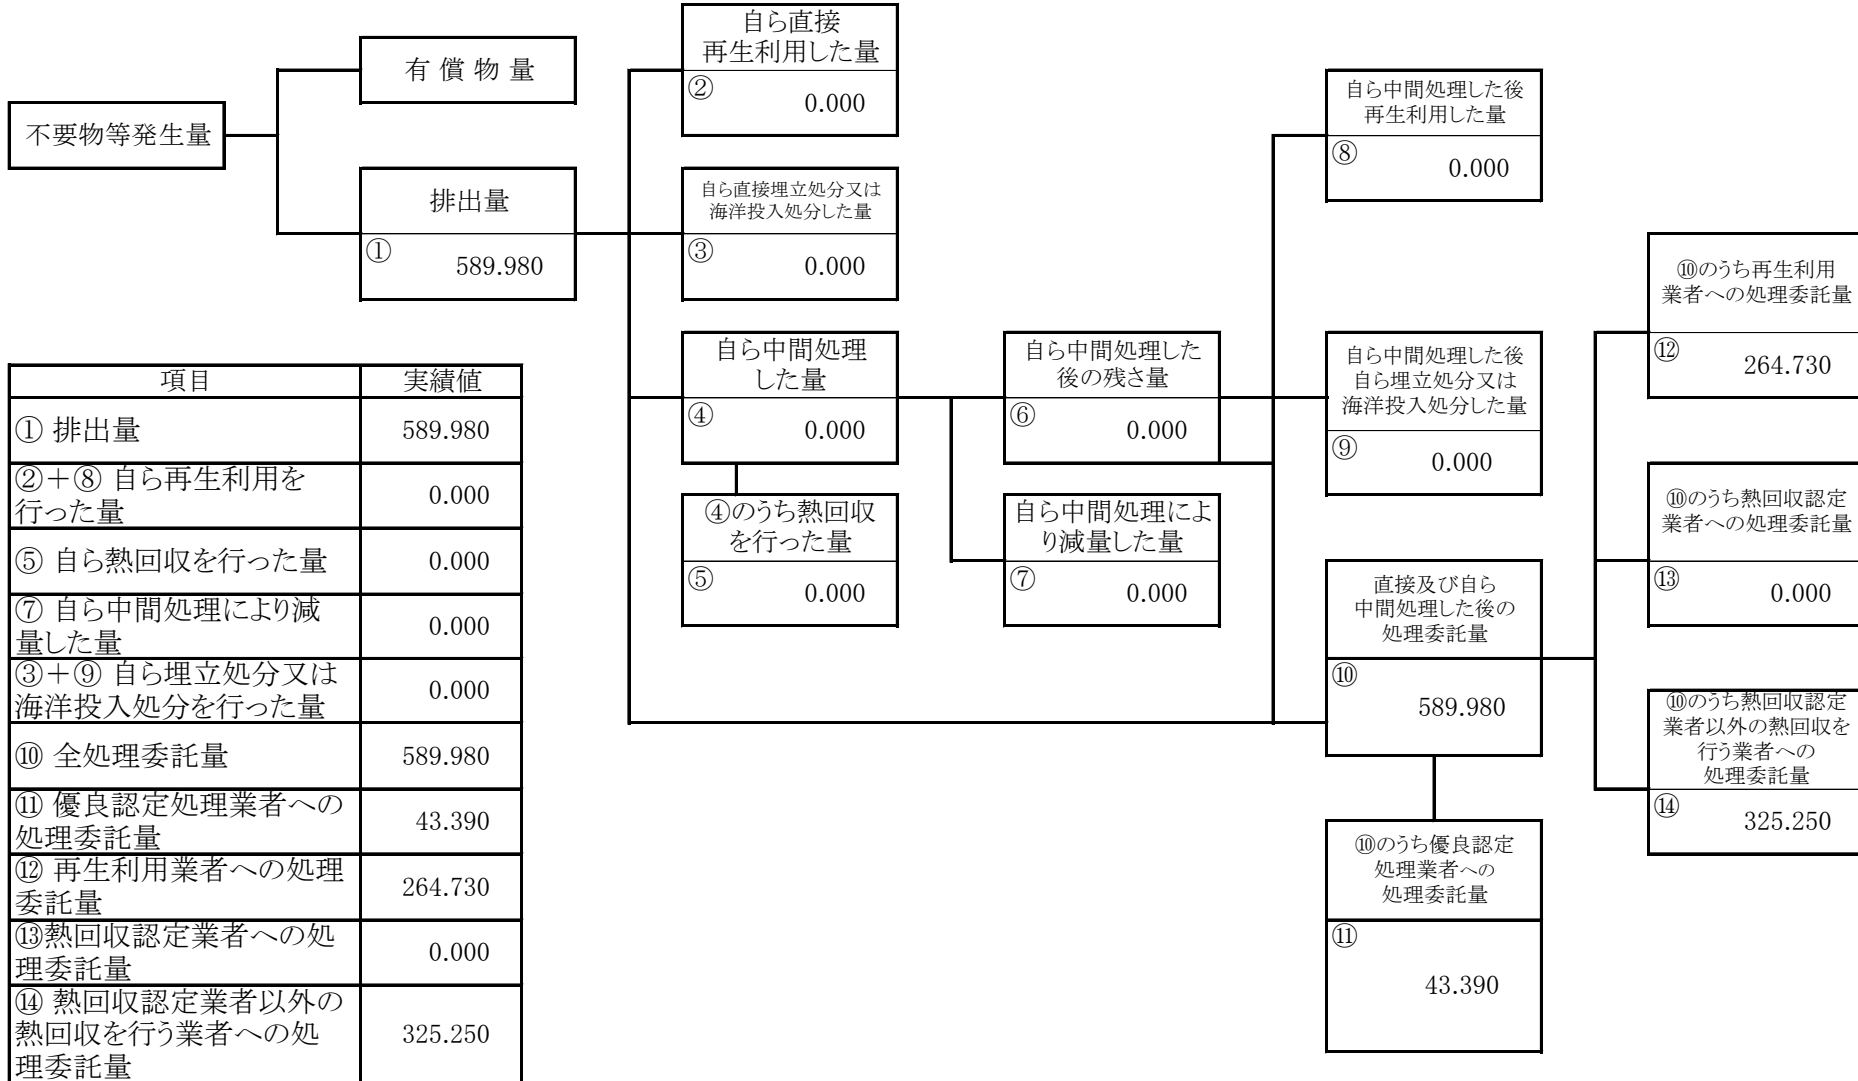 不要物等発生量
有償物量
排出量
①
589.980
自ら直接
再生利用した量
②
0.000
自ら直接埋立処分又は
海洋投入処分した量
③
0.000
自ら中間処理
した量
④
0.000
④のうち熱回収
を行った量
⑤
0.000
自ら中間処理した
後の残さ量
⑥
0.000
自ら中間処理によ
り減量した量
⑦
0.000
自ら中間処理した後
再生利用した量
⑧
0.000
自ら中間処理した後
自ら埋立処分又は
海洋投入処分した量
⑨
0.000
直接及び自ら
中間処理した後の
処理委託量
⑩
589.980
⑩のうち優良認定
処理業者への
処理委託量
⑪
43.390
⑩のうち再生利用
業者への処理委託量
⑫
264.730
⑩のうち熱回収認定
業者への処理委託量
⑬
0.000
⑩のうち熱回収認定
業者以外の熱回収を
行う業者への
処理委託量
⑭
325.250
項目 実績値
① 排出量 589.980
②+⑧ 自ら再生利用を
行った量
0.000
⑤ 自ら熱回収を行った量 0.000
⑦ 自ら中間処理により減
量した量
0.000
③+⑨ 自ら埋立処分又は
海洋投入処分を行った量
0.000
⑩ 全処理委託量 589.980
⑪ 優良認定処理業者への
処理委託量
43.390
⑫ 再生利用業者への処理
委託量
264.730
⑬熱回収認定業者への処
理委託量
0.000
⑭ 熱回収認定業者以外の
熱回収を行う業者への処
理委託量
325.250